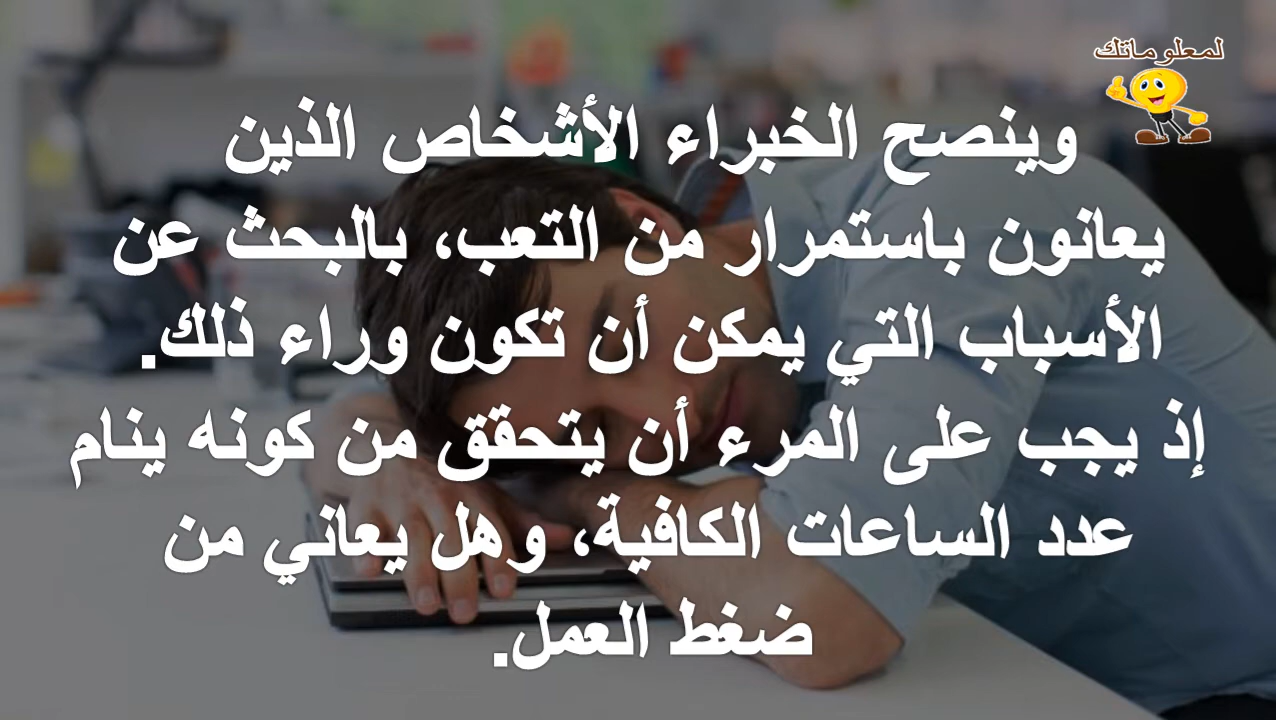 لمعلوماتك
وينصح الخبراء الأشخاص الذين
يعانون باستمرار من التعب، بالبحث عن
الأسباب التي يمكن أن تكون وراء ذلك.
إذ يجب على المرء أن يتحقق من كونه ينام
عدد الساعات الكافية، وهل يعاني من
ضغط العمل.